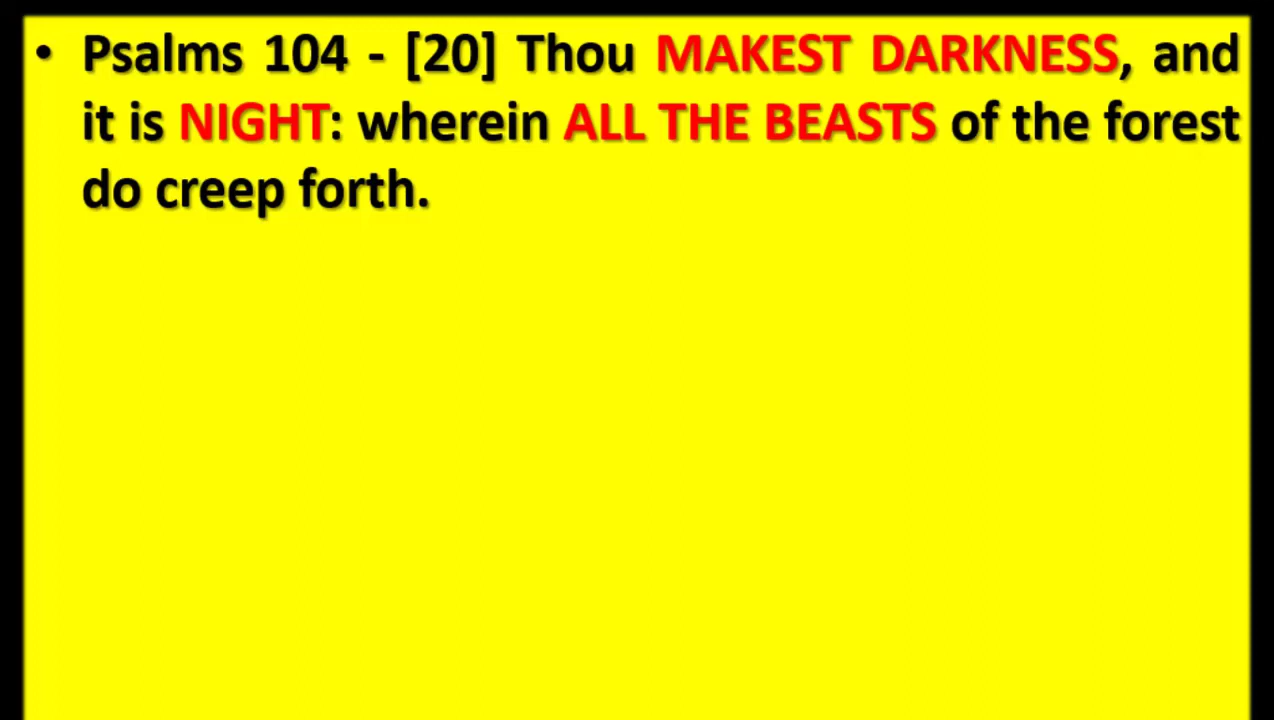 • Psalms 104 - [20] Thou MAKEST DARKNESS, and
it is NIGHT: wherein ALL THE BEASTS of the forest
do creep forth.